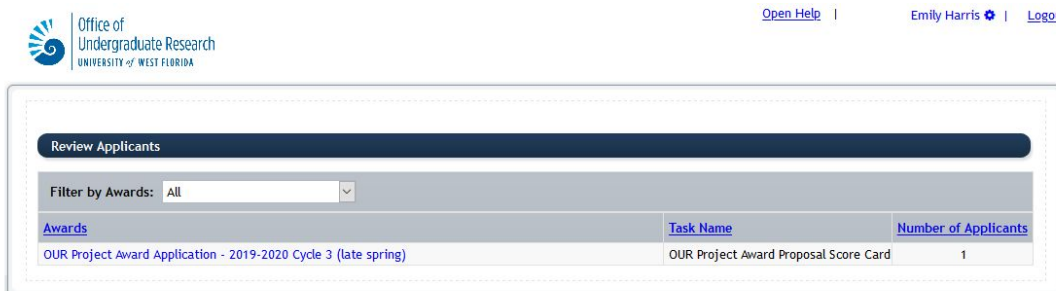 Office of
Undergraduate Research
UNIVERSITY of WEST FLORIDA
Open Help | Emily Harris | Logo
Review Applicants
Filter by Awards: All
Awards Task Name Number of Applicants
OUR Project Award Application - 2019-2020 Cycle 3 (late spring) OUR Project Award Proposal Score Card 1